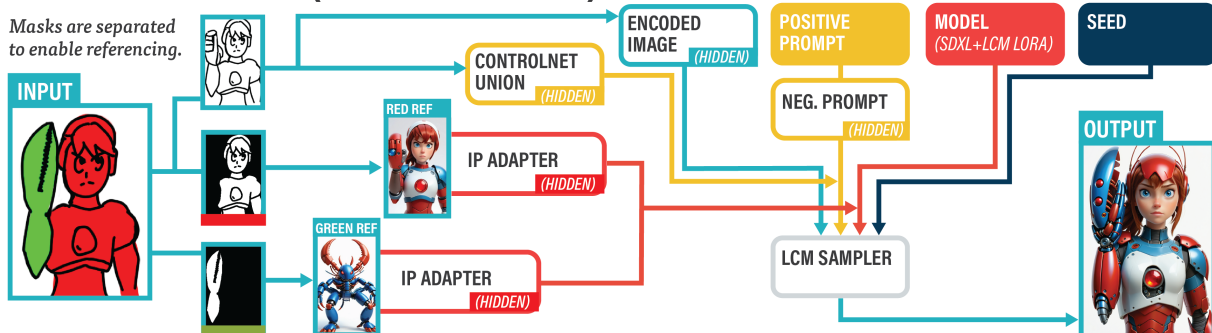 Masks are separated
to enable referencing.
INPUT
CONTROLNET
UNION
(HIDDEN)
ENCODED
IMAGE
(HIDDEN)
POSITIVE
PROMPT
NEG. PROMPT
(HIDDEN)
MODEL
(SDXL+LCM LORA)
SEED
RED REF
IP ADAPTER
(HIDDEN)
GREEN REF
IP ADAPTER
(HIDDEN)
LCM SAMPLER
OUTPUT